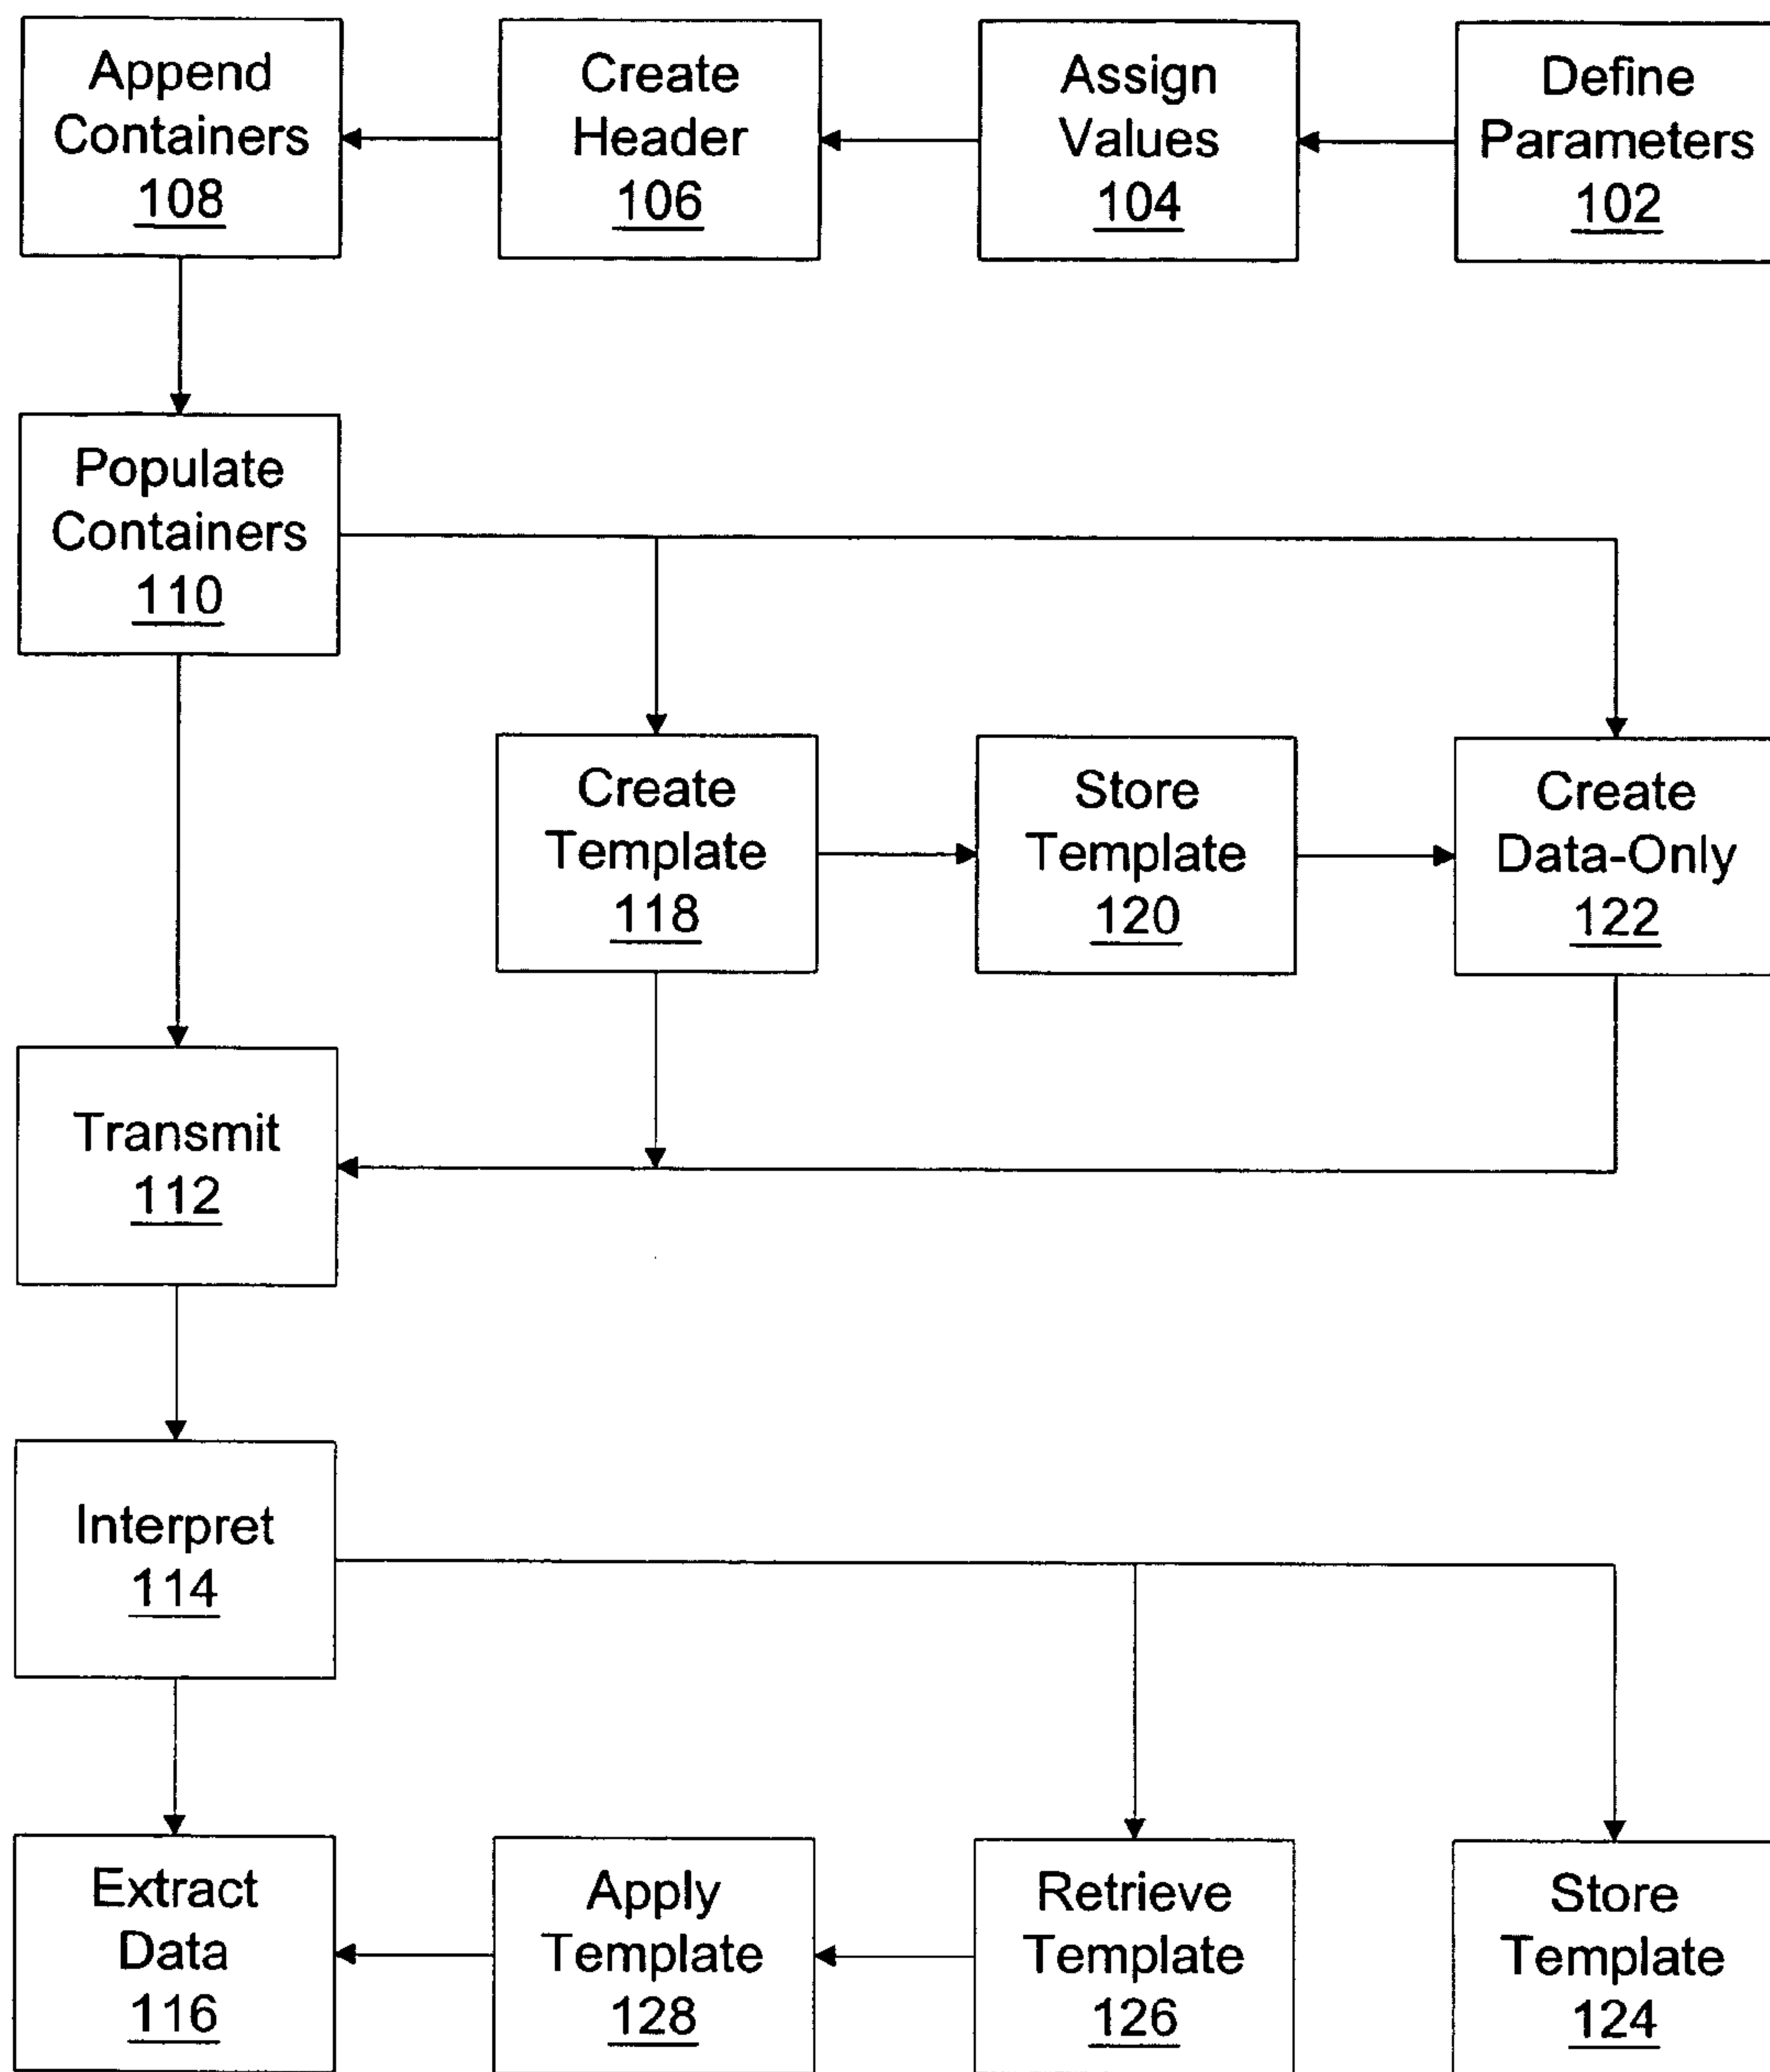 Append
Containers
108
Create
Header
106
Assign
Values
104
Define
Parameters
102
Populate
Containers
110
Create
Template
118
Store
Template
120
Create
Data-Only
122
Transmit
112
Interpret
114
Extract
Data
116
Apply
Template
128
Retrieve
Template
126
Store
Template
124